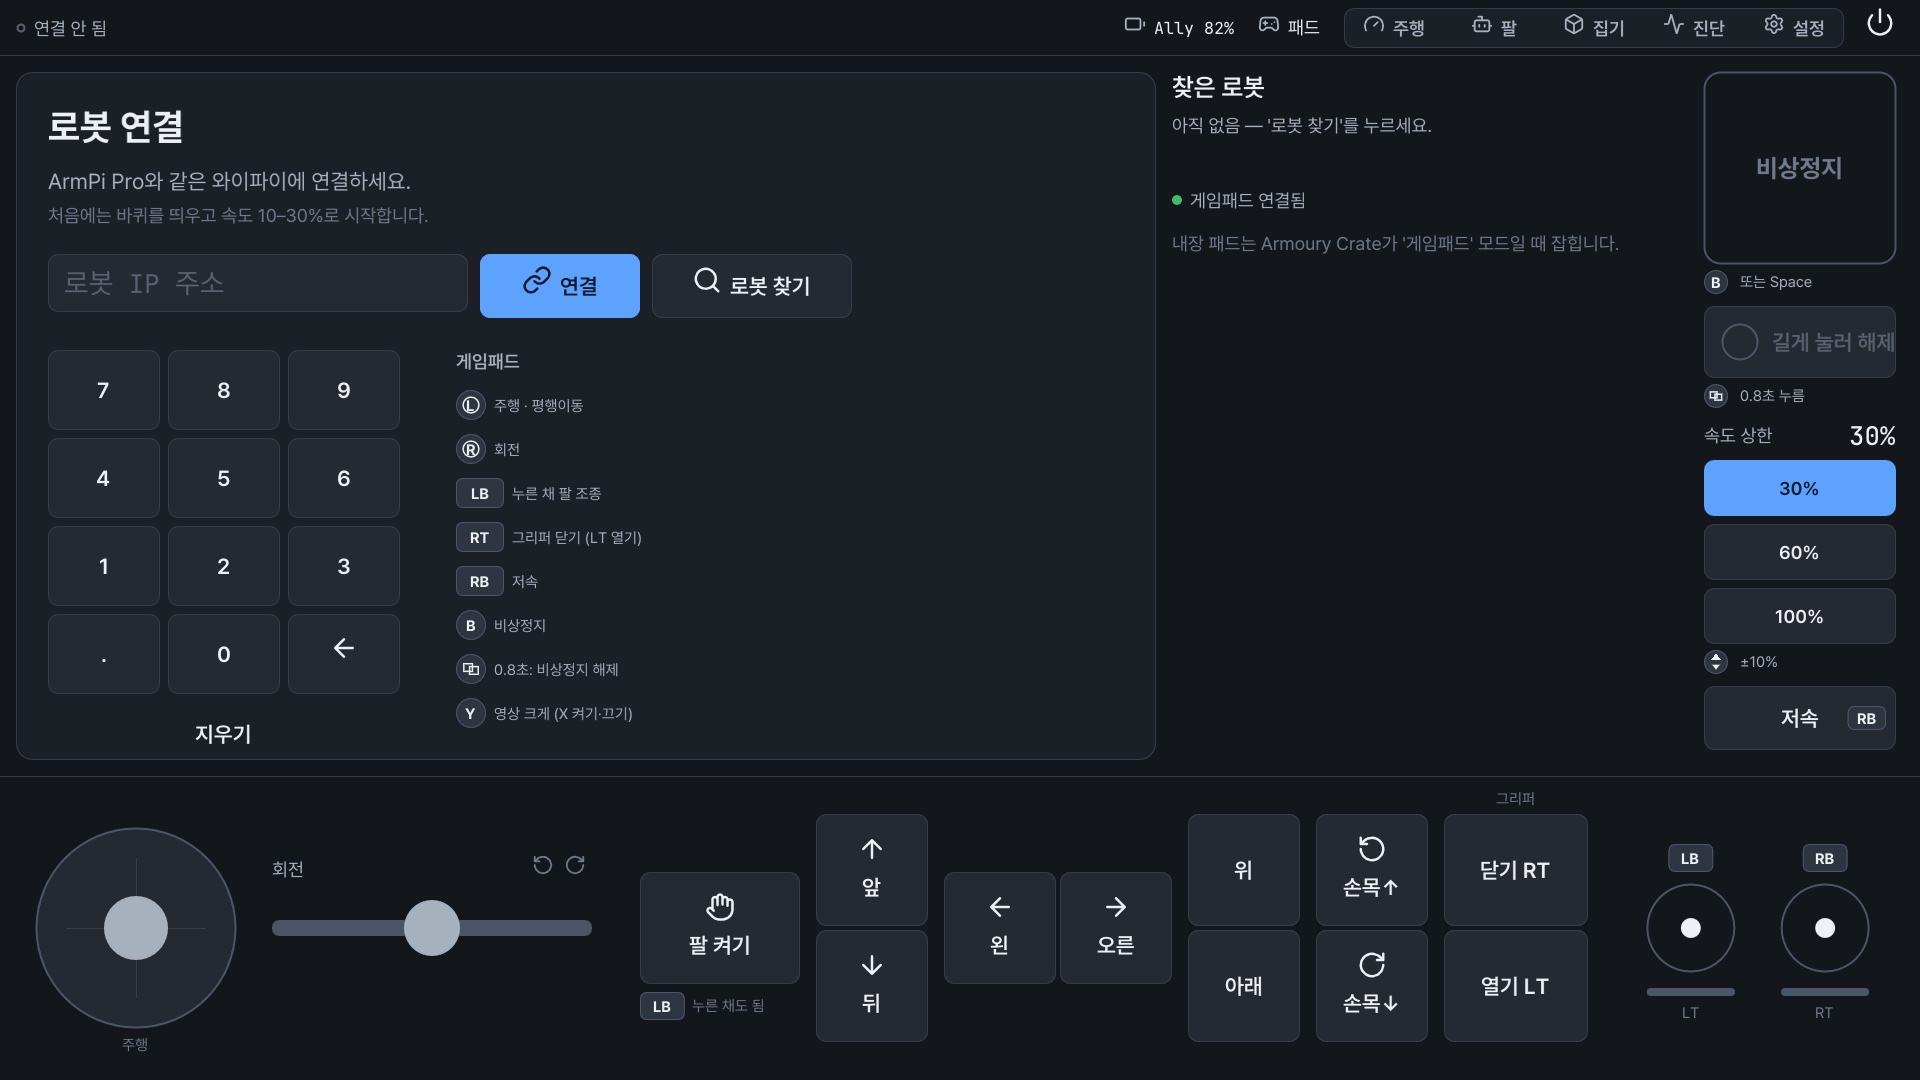 연결 안 됨
Ally 82%
패드
주행
팔
집기
진단
설정
로봇 연결
ArmPi Pro와 같은 와이파이에 연결하세요.
처음에는 바퀴를 띄우고 속도 10–30%로 시작합니다.
로봇 IP 주소
연결
로봇 찾기
7 8 9
4 5 6
1 2 3
. 0 ←
지우기
게임패드
L 주행 · 평행이동
R 회전
LB 누른 채 팔 조종
RT 그리퍼 닫기 (LT 열기)
RB 저속
B 비상정지
0.8초: 비상정지 해제
Y 영상 크게 (X 켜기·끄기)
찾은 로봇
아직 없음 — '로봇 찾기'를 누르세요.
게임패드 연결됨
내장 패드는 Armoury Crate가 '게임패드' 모드일 때 잡힙니다.
비상정지
B 또는 Space
길게 눌러 해제
0.8초 누름
속도 상한 30%
30%
60%
100%
±10%
저속 RB
주행
회전
팔 켜기
LB 누른 채도 됨
앞
뒤
왼
오른
위
아래
손목↑
손목↓
그리퍼
닫기 RT
열기 LT
LB
LT
RB
RT